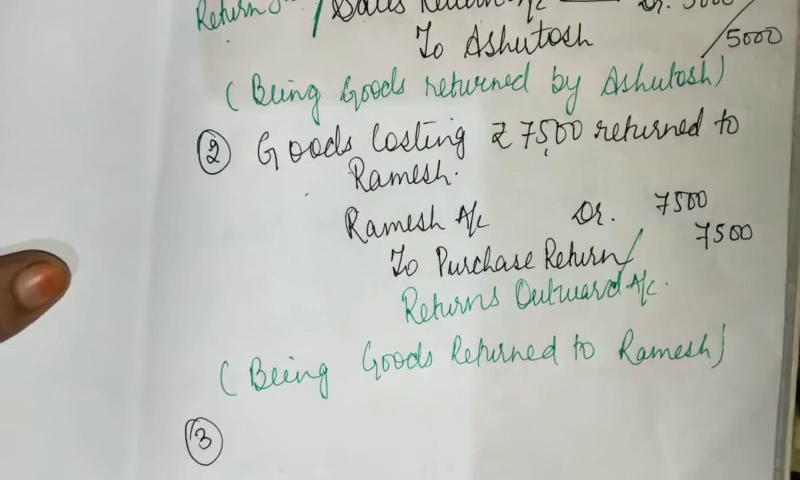 Return / Sales Return A/c Dr. 5000
To Ashutosh 5000
(Being Goods returned by Ashutosh)
② Goods Costing ₹ 7500 returned to
Ramesh.
Ramesh A/c Dr. 7500
To Purchase Return/ 7500
Returns Outward A/c.
(Being Goods Returned to Ramesh)
③